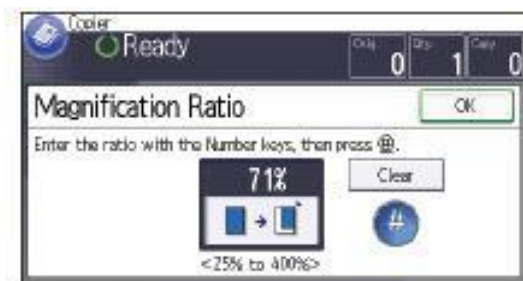 Copier
Ready
Orig. Qty. Copy
0 1 0
Magnification Ratio
OK
Enter the ratio with the Number keys, then press #.
71%
Clear
#
<25% to 400%>